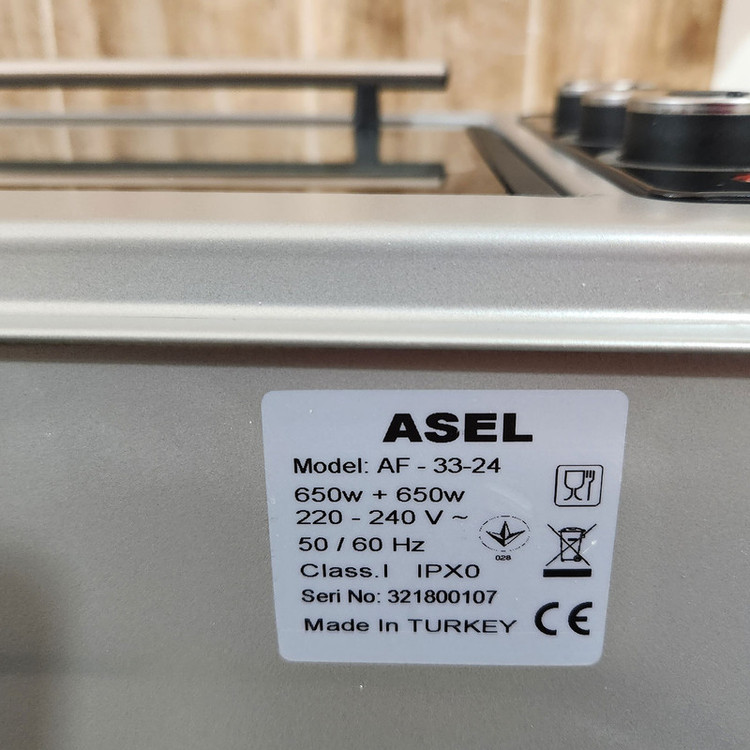 ASEL
Model: AF - 33-24
650w + 650w
220 - 240 V ~
50 / 60 Hz
028
Class.I IPX0
Seri No: 321800107
Made In TURKEY
CE